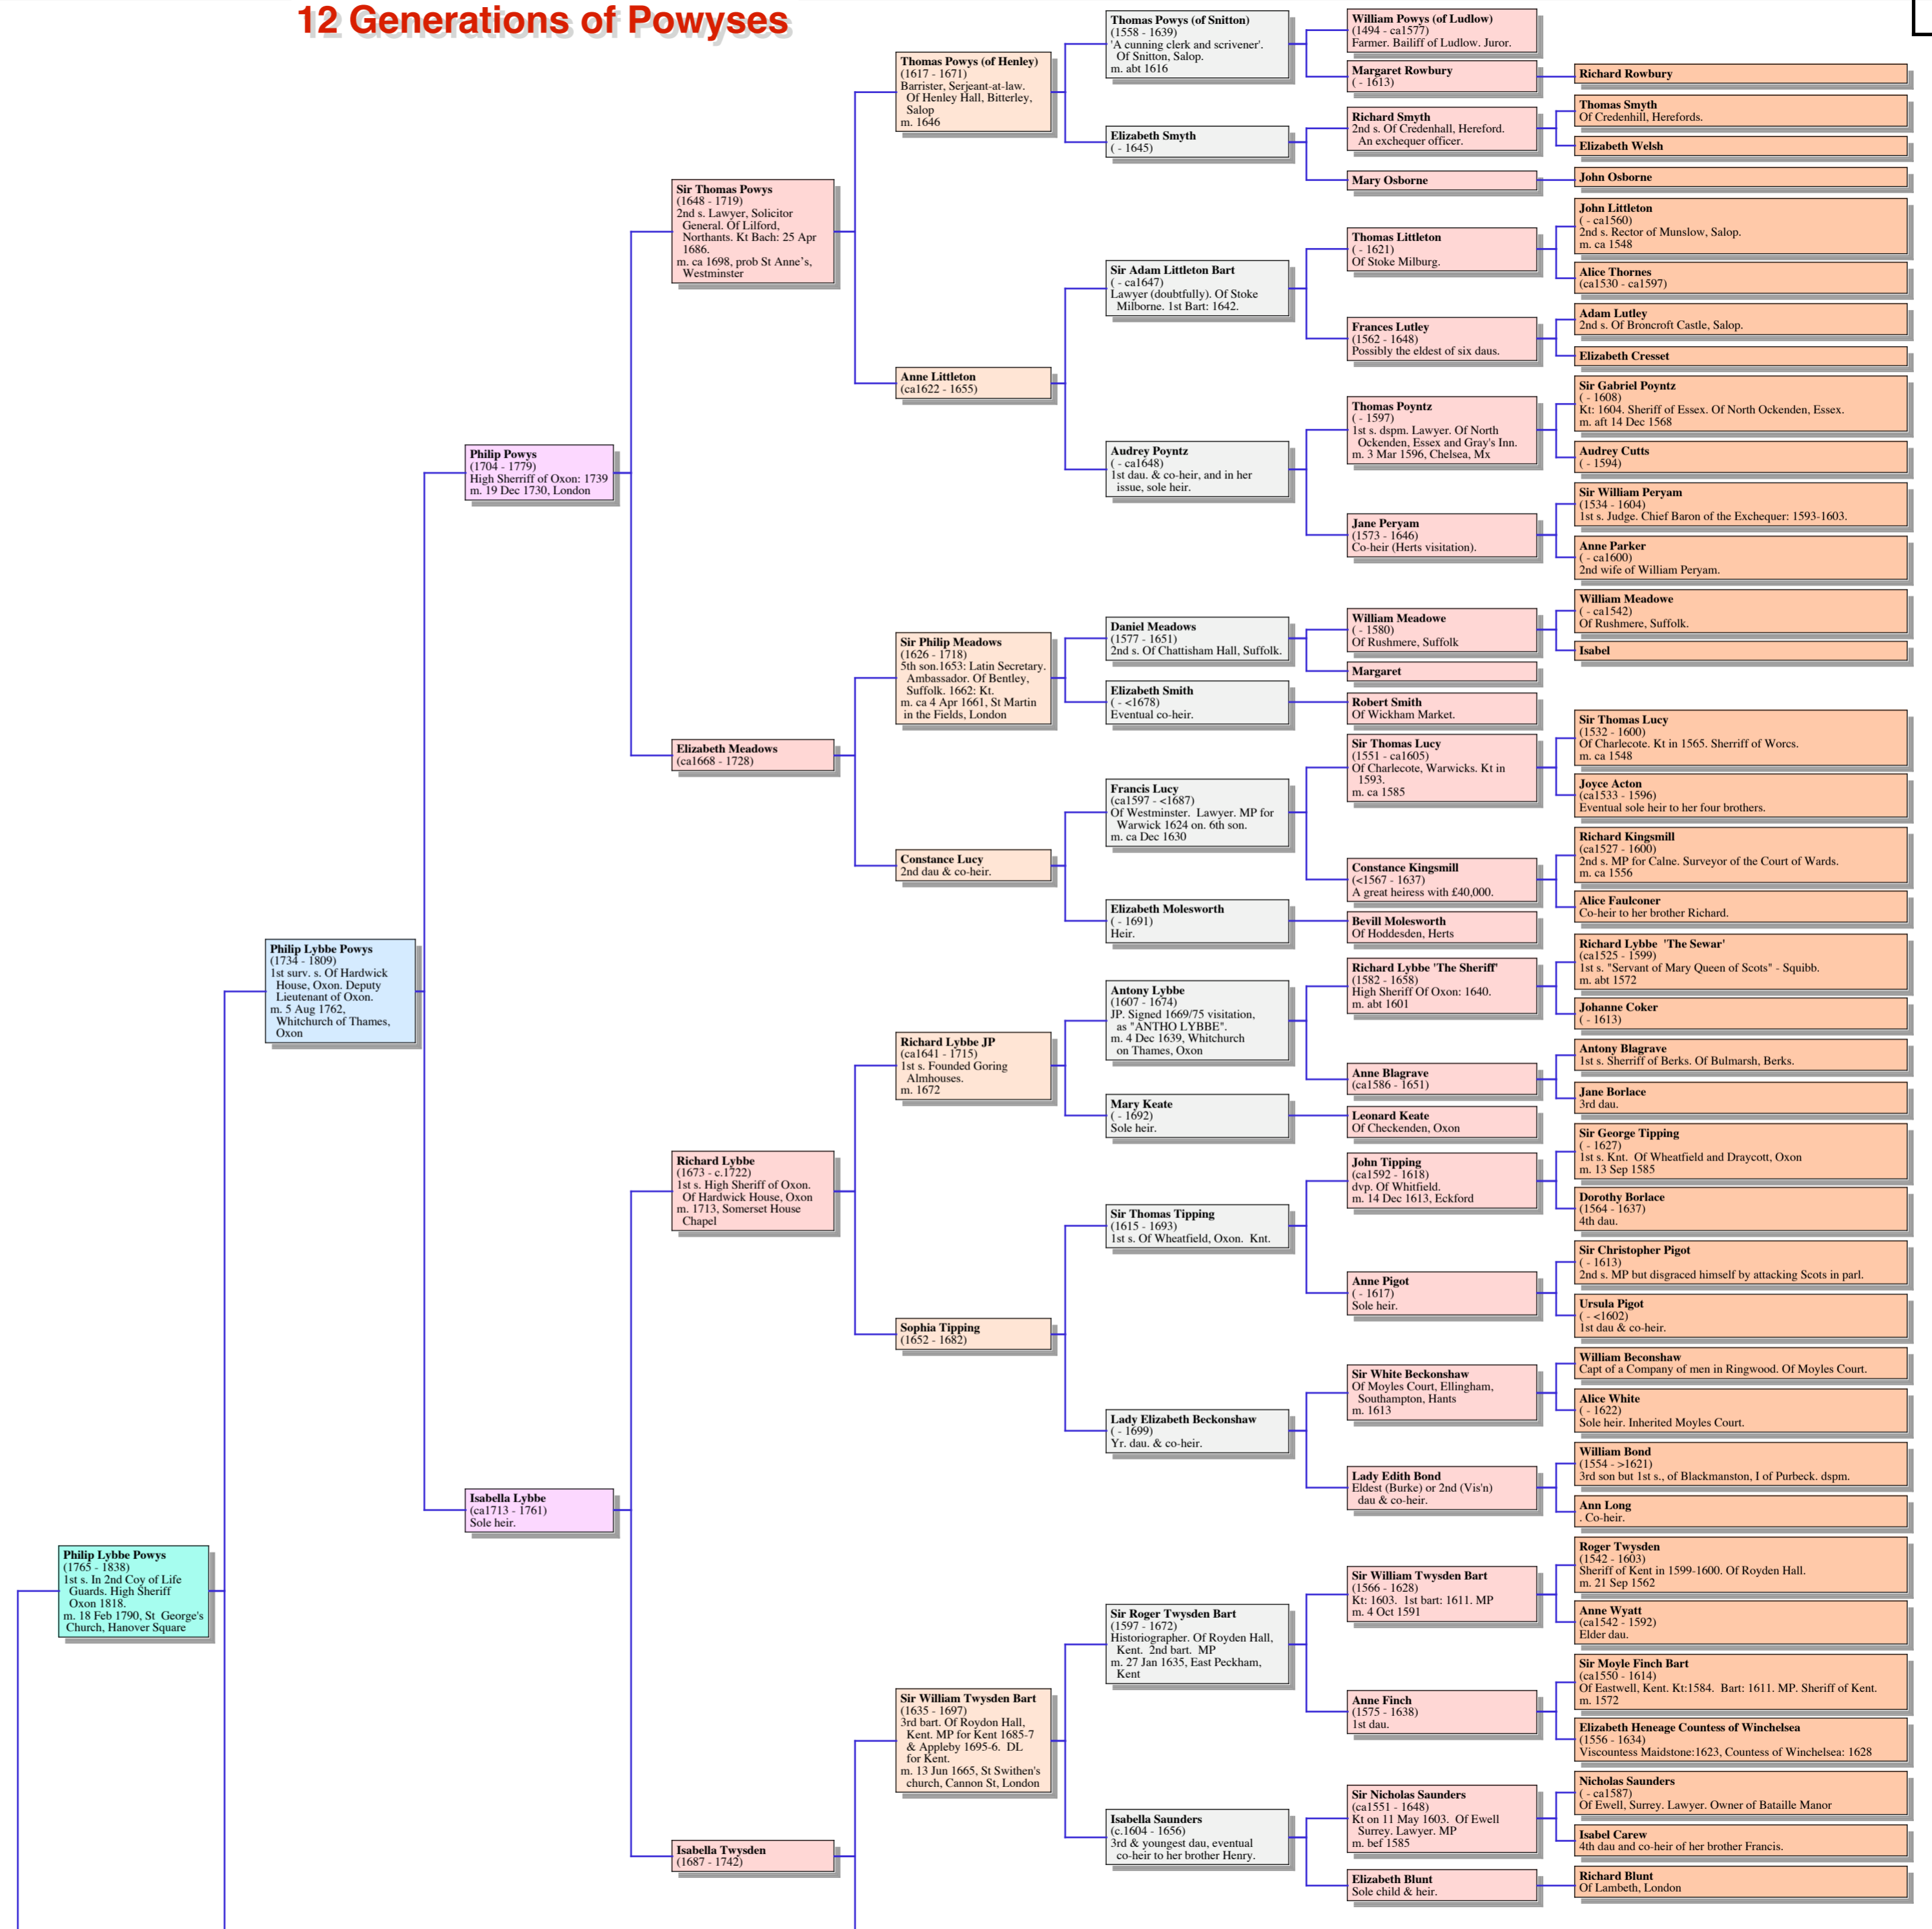 12 Generations of Powyses
Philip Lybbe Powys
(1765 - 1838)
1st s. In 2nd Coy of Life
Guards. High Sheriff
Oxon 1818.
m. 18 Feb 1790, St George's
Church, Hanover Square
Philip Lybbe Powys
(1734 - 1809)
1st surv. s. Of Hardwick
House, Oxon. Deputy
Lieutenant of Oxon.
m. 5 Aug 1762,
Whitchurch of Thames,
Oxon
Philip Powys
(1704 - 1779)
High Sherriff of Oxon: 1739
m. 19 Dec 1730, London
Isabella Lybbe
(ca1713 - 1761)
Sole heir.
Sir Thomas Powys
(1648 - 1719)
2nd s. Lawyer, Solicitor
General. Of Lilford,
Northants. Kt Bach: 25 Apr
1686.
m. ca 1698, prob St Anne's,
Westminster
Elizabeth Meadows
(ca1668 - 1728)
Richard Lybbe
(1673 - c.1722)
1st s. High Sheriff of Oxon.
Of Hardwick House, Oxon
m. 1713, Somerset House
Chapel
Isabella Twysden
(1687 - 1742)
Thomas Powys (of Henley)
(1617 - 1671)
Barrister, Serjeant-at-law.
Of Henley Hall, Bitterley,
Salop
m. 1646
Anne Littleton
(ca1622 - 1655)
Sir Philip Meadows
(1626 - 1718)
5th son.1653: Latin Secretary.
Ambassador. Of Bentley,
Suffolk. 1662: Kt.
m. ca 4 Apr 1661, St Martin
in the Fields, London
Constance Lucy
2nd dau & co-heir.
Richard Lybbe JP
(ca1641 - 1715)
1st s. Founded Goring
Almhouses.
m. 1672
Sophia Tipping
(1652 - 1682)
Sir William Twysden Bart
(1635 - 1697)
3rd bart. Of Roydon Hall,
Kent. MP for Kent 1685-7
& Appleby 1695-6. DL
for Kent.
m. 13 Jun 1665, St Swithen's
church, Cannon St, London
Thomas Powys (of Snitton)
(1558 - 1639)
'A cunning clerk and scrivener'.
Of Snitton, Salop.
m. abt 1616
Elizabeth Smyth
( - 1645)
Sir Adam Littleton Bart
( - ca1647)
Lawyer (doubtfully). Of Stoke
Milborne. 1st Bart: 1642.
Audrey Poyntz
( - ca1648)
1st dau. & co-heir, and in her
issue, sole heir.
Daniel Meadows
(1577 - 1651)
2nd s. Of Chattisham Hall, Suffolk.
Elizabeth Smith
( - <1678)
Eventual co-heir.
Francis Lucy
(ca1597 - <1687)
Of Westminster. Lawyer. MP for
Warwick 1624 on. 6th son.
m. ca Dec 1630
Elizabeth Molesworth
( - 1691)
Heir.
Antony Lybbe
(1607 - 1674)
JP. Signed 1669/75 visitation,
as "ANTHO LYBBE".
m. 4 Dec 1639, Whitchurch
on Thames, Oxon
Mary Keate
( - 1692)
Sole heir.
Sir Thomas Tipping
(1615 - 1693)
1st s. Of Wheatfield, Oxon. Knt.
Lady Elizabeth Beckonshaw
( - 1699)
Yr. dau. & co-heir.
Sir Roger Twysden Bart
(1597 - 1672)
Historiographer. Of Royden Hall,
Kent. 2nd bart. MP
m. 27 Jan 1635, East Peckham,
Kent
Isabella Saunders
(c.1604 - 1656)
3rd & youngest dau, eventual
co-heir to her brother Henry.
William Powys (of Ludlow)
(1494 - ca1577)
Farmer. Bailiff of Ludlow. Juror.
Margaret Rowbury
( - 1613)
Richard Smyth
2nd s. Of Credenhall, Hereford.
An exchequer officer.
Mary Osborne
Thomas Littleton
( - 1621)
Of Stoke Milburg.
Frances Lutley
(1562 - 1648)
Possibly the eldest of six daus.
Thomas Poyntz
( - 1597)
1st s. dspm. Lawyer. Of North
Ockenden, Essex and Gray's Inn.
m. 3 Mar 1596, Chelsea, Mx
Jane Peryam
(1573 - 1646)
Co-heir (Herts visitation).
William Meadowe
( - 1580)
Of Rushmere, Suffolk
Margaret
Robert Smith
Of Wickham Market.
Sir Thomas Lucy
(1551 - ca1605)
Of Charlecote, Warwicks. Kt in
1593.
m. ca 1585
Constance Kingsmill
(<1567 - 1637)
A great heiress with £40,000.
Bevill Molesworth
Of Hoddesden, Herts
Richard Lybbe 'The Sheriff'
(1582 - 1658)
High Sheriff Of Oxon: 1640.
m. abt 1601
Anne Blagrave
(ca1586 - 1651)
Leonard Keate
Of Checkenden, Oxon
John Tipping
(ca1592 - 1618)
dvp. Of Whitfield.
m. 14 Dec 1613, Eckford
Anne Pigot
( - 1617)
Sole heir.
Sir White Beckonshaw
Of Moyles Court, Ellingham,
Southampton, Hants
m. 1613
Lady Edith Bond
Eldest (Burke) or 2nd (Vis'n)
dau & co-heir.
Sir William Twysden Bart
(1566 - 1628)
Kt: 1603. 1st bart: 1611. MP
m. 4 Oct 1591
Anne Finch
(1575 - 1638)
1st dau.
Sir Nicholas Saunders
(ca1551 - 1648)
Kt on 11 May 1603. Of Ewell
Surrey. Lawyer. MP
m. bef 1585
Elizabeth Blunt
Sole child & heir.
Richard Rowbury
Thomas Smyth
Of Credenhill, Herefords.
Elizabeth Welsh
John Osborne
John Littleton
( - ca1560)
2nd s. Rector of Munslow, Salop.
m. ca 1548
Alice Thornes
(ca1530 - ca1597)
Adam Lutley
2nd s. Of Broncroft Castle, Salop.
Elizabeth Cresset
Sir Gabriel Poyntz
( - 1608)
Kt: 1604. Sheriff of Essex. Of North Ockenden, Essex.
m. aft 14 Dec 1568
Audrey Cutts
( - 1594)
Sir William Peryam
(1534 - 1604)
1st s. Judge. Chief Baron of the Exchequer: 1593-1603.
Anne Parker
( - ca1600)
2nd wife of William Peryam.
William Meadowe
( - ca1542)
Of Rushmere, Suffolk.
Isabel
Sir Thomas Lucy
(1532 - 1600)
Of Charlecote. Kt in 1565. Sherriff of Worcs.
m. ca 1548
Joyce Acton
(ca1533 - 1596)
Eventual sole heir to her four brothers.
Richard Kingsmill
(ca1527 - 1600)
2nd s. MP for Calne. Surveyor of the Court of Wards.
m. ca 1556
Alice Faulconer
Co-heir to her brother Richard.
Richard Lybbe 'The Sewar'
(ca1525 - 1599)
1st s. "Servant of Mary Queen of Scots" - Squibb.
m. abt 1572
Johanne Coker
( - 1613)
Antony Blagrave
1st s. Sherriff of Berks. Of Bulmarsh, Berks.
Jane Borlace
3rd dau.
Sir George Tipping
( - 1627)
1st s. Knt. Of Wheatfield and Draycott, Oxon
m. 13 Sep 1585
Dorothy Borlace
(1564 - 1637)
4th dau.
Sir Christopher Pigot
( - 1613)
2nd s. MP but disgraced himself by attacking Scots in parl.
Ursula Pigot
( - <1602)
1st dau & co-heir.
William Beconshaw
Capt of a Company of men in Ringwood. Of Moyles Court.
Alice White
( - 1622)
Sole heir. Inherited Moyles Court.
William Bond
(1554 - >1621)
3rd son but 1st s., of Blackmanston, I of Purbeck. dspm.
Ann Long
. Co-heir.
Roger Twysden
(1542 - 1603)
Sheriff of Kent in 1599-1600. Of Royden Hall.
m. 21 Sep 1562
Anne Wyatt
(ca1542 - 1592)
Elder dau.
Sir Moyle Finch Bart
(ca1550 - 1614)
Of Eastwell, Kent. Kt:1584. Bart: 1611. MP. Sheriff of Kent.
m. 1572
Elizabeth Heneage Countess of Winchelsea
(1556 - 1634)
Viscountess Maidstone:1623, Countess of Winchelsea: 1628
Nicholas Saunders
( - ca1587)
Of Ewell, Surrey. Lawyer. Owner of Bataille Manor
Isabel Carew
4th dau and co-heir of her brother Francis.
Richard Blunt
Of Lambeth, London